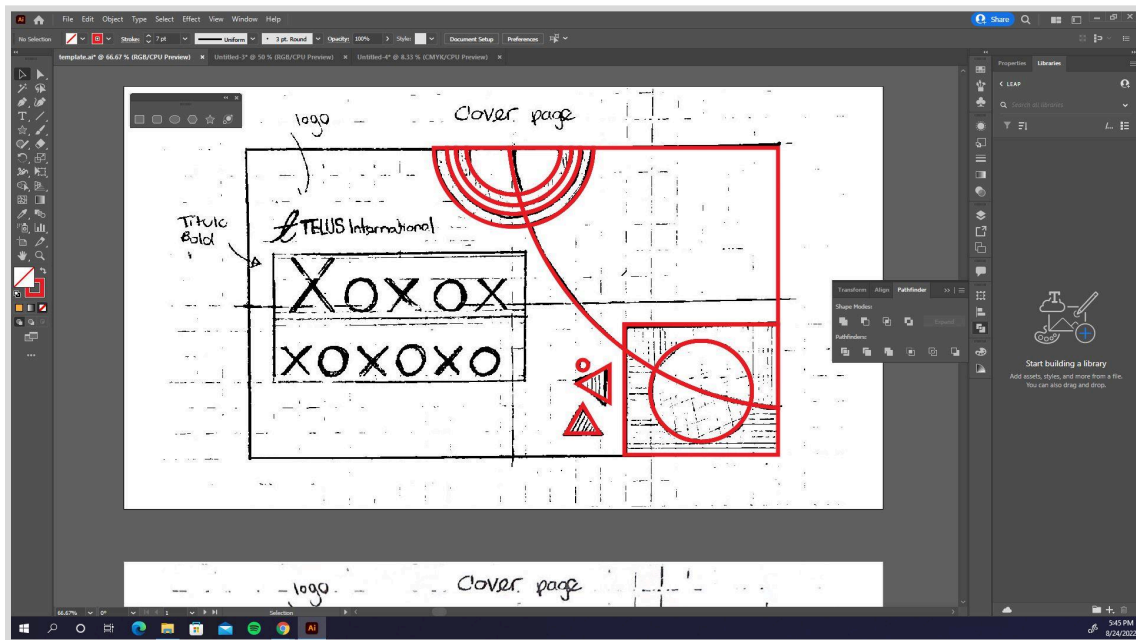 File Edit Object Type Select Effect View Window Help
Share
No Selection
Stroke: 7 pt
Uniform
3 pt. Round
Opacity: 100%
Style:
Document Setup
Preferences
template.ai* @ 66.67 % (RGB/CPU Preview) ×
Untitled-3* @ 50 % (RGB/CPU Preview) ×
Untitled-4* @ 8.33 % (CMYK/CPU Preview) ×
Properties Libraries
< LEAP
Search all libraries
logo
Cover page
Titulo
Bold
TELUS International
XOXOX
XOXOXO
Transform Align Pathfinder
Shape Modes:
Expand
Pathfinders:
Start building a library
Add assets, styles, and more from a file.
You can also drag and drop.
logo
Cover page
66.67% 0° 1 Selection
Ai
5:45 PM